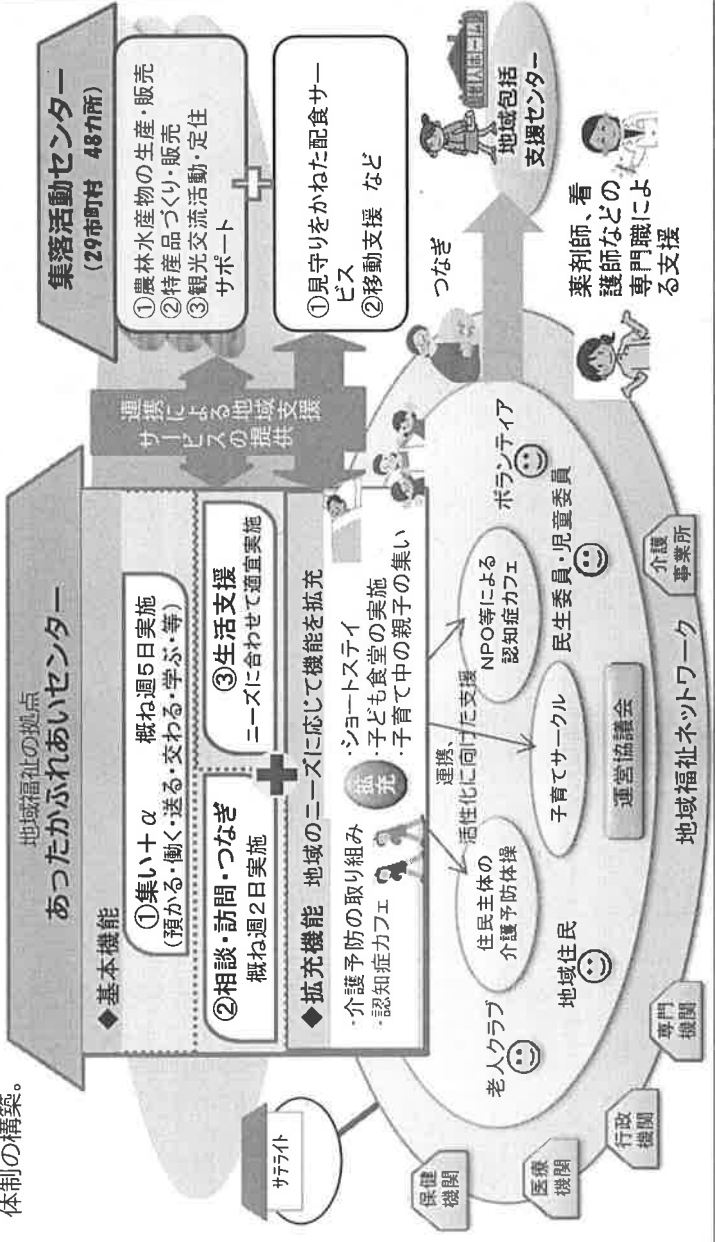 体制の構築。
地域福祉の拠点
あったかふれあいセンター
◆基本機能
①集い+α 概ね週5日実施
(預かる・働く・送る・交わる・学ぶ・等)
②相談・訪問・つなぎ
概ね週2日実施
③生活支援
ニーズに合わせて適宜実施
◆拡充機能 地域のニーズに応じて機能を拡充
・介護予防の取り組み
・認知症カフェ
拡充
・ショートステイ
・子ども食堂の実施
・子育て中の親子の集い
連携による地域支援
サービスの提供
集落活動センター
(29市町村 48カ所)
①農林水産物の生産・販売
②特産品づくり・販売
③観光交流活動・定住
サポート
①見守りをかねた配食サー
ビス
②移動支援 など
サテライト
連携、
活性化に向けた支援
住民主体の
介護予防体操
子育てサークル
NPO等による
認知症カフェ
老人クラブ
地域住民
運営協議会
民生委員・児童委員
ボランティア
つなぎ
老人ホーム
地域包括
支援センター
薬剤師、看
護師などの
専門職によ
る支援
保健
機関
医療
機関
行政
機関
専門
機関
地域福祉ネットワーク
介護
事業所